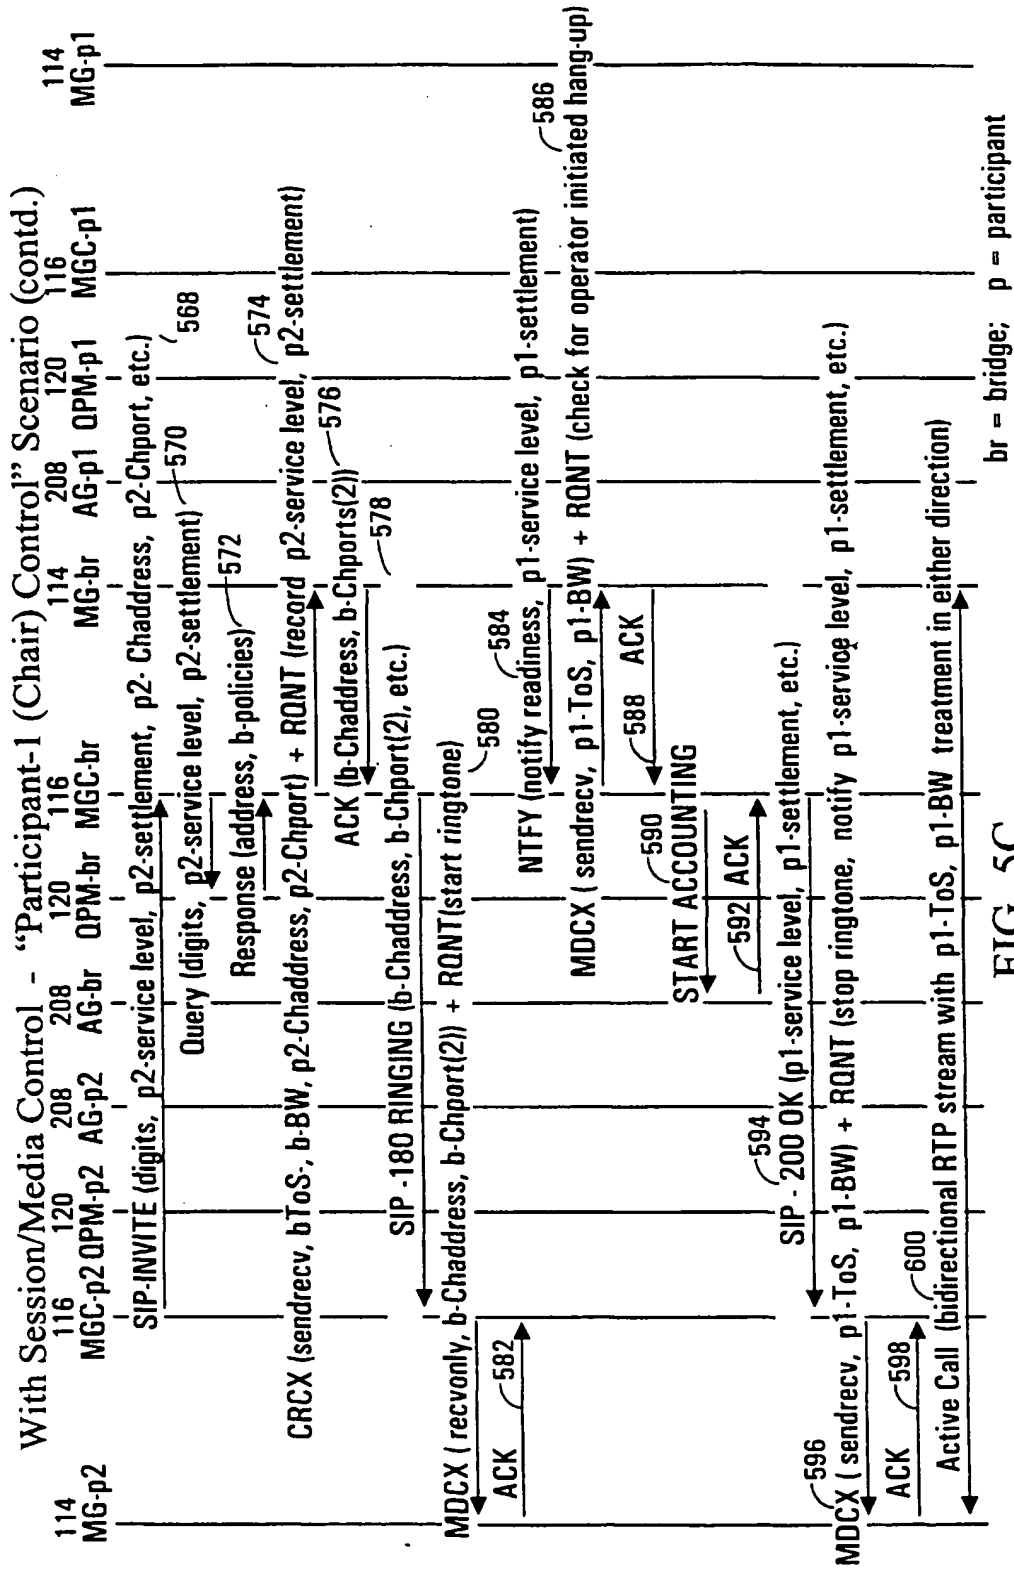 With Session/Media Control - “Participant-1 (Chair) Control” Scenario (contd.)
114 116 120 208 208 120 116 114 208 120 116 114
MG-p2 MGC-p2 QPM-p2 AG-p2 AG-br QPM-br MGC-br MG-br AG-p1 QPM-p1 MGC-p1 MG-p1
SIP-INVITE (digits, p2-service level, p2-settlement, p2- Chaddress, p2-Chport, etc.)
568
Query (digits, p2-service level, p2-settlement)
570
Response (address, b-policies)
572
574
CRCX (sendrecv, bToS-, b-BW, p2-Chaddress, p2-Chport) + RQNT (record p2-service level, p2-settlement)
ACK (b-Chaddress, b-Chports(2))
576
578
SIP -180 RINGING (b-Chaddress, b-Chport(2), etc.)
MDCX ( recvonly, b-Chaddress, b-Chport(2)) + RQNT(start ringtone)
580
ACK
582
584
NTFY (notify readiness, p1-service level, p1-settlement)
586
MDCX ( sendrecv, p1-ToS, p1-BW) + RQNT (check for operator initiated hang-up)
588 ACK
590
START ACCOUNTING
592 ACK
594
SIP - 200 OK (p1-service level, p1-settlement, etc.)
596
MDCX ( sendrecv, p1-ToS, p1-BW) + RQNT (stop ringtone, notify p1-service level, p1-settlement, etc.
ACK
598
600
Active Call (bidirectional RTP stream with p1-ToS, p1-BW treatment in either direction)
br = bridge; p = participant
FIG. 5C